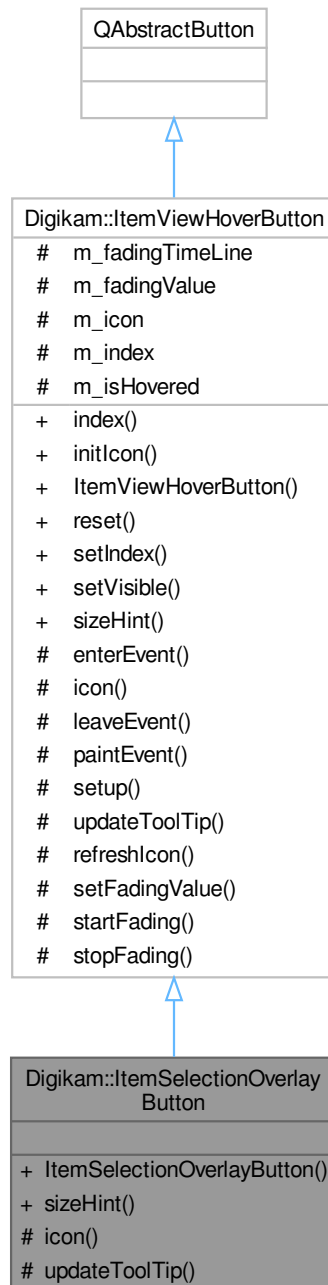 QAbstractButton
Digikam::ItemViewHoverButton
# m_fadingTimeLine
# m_fadingValue
# m_icon
# m_index
# m_isHovered
+ index()
+ initIcon()
+ ItemViewHoverButton()
+ reset()
+ setIndex()
+ setVisible()
+ sizeHint()
# enterEvent()
# icon()
# leaveEvent()
# paintEvent()
# setup()
# updateToolTip()
# refreshIcon()
# setFadingValue()
# startFading()
# stopFading()
Digikam::ItemSelectionOverlay
Button
+ ItemSelectionOverlayButton()
+ sizeHint()
# icon()
# updateToolTip()